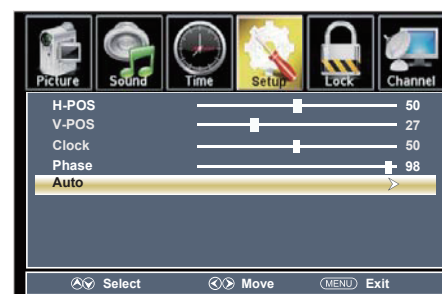 Picture Sound Time Setup Lock Channel
H-POS 50
V-POS 27
Clock 50
Phase 98
Auto
Select Move MENU Exit